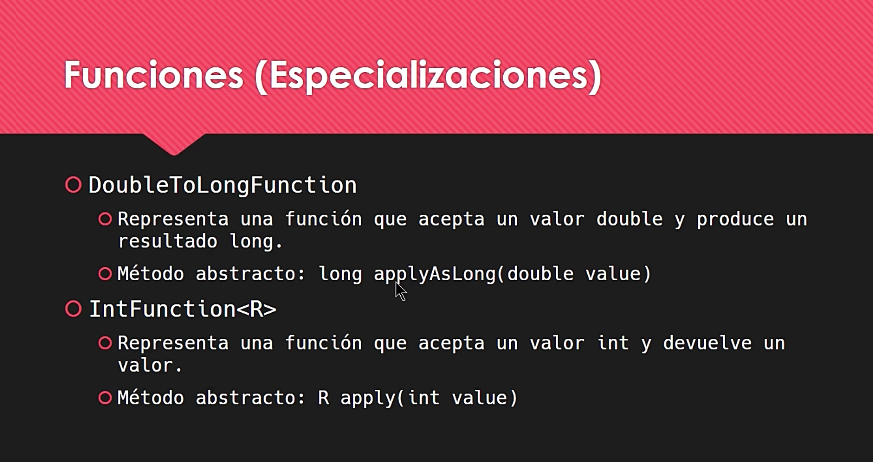 Funciones (Especializaciones)
DoubleToLongFunction
Representa una función que acepta un valor double y produce un
resultado long.
Método abstracto: long applyAsLong(double value)
IntFunction<R>
Representa una función que acepta un valor int y devuelve un
valor.
Método abstracto: R apply(int value)